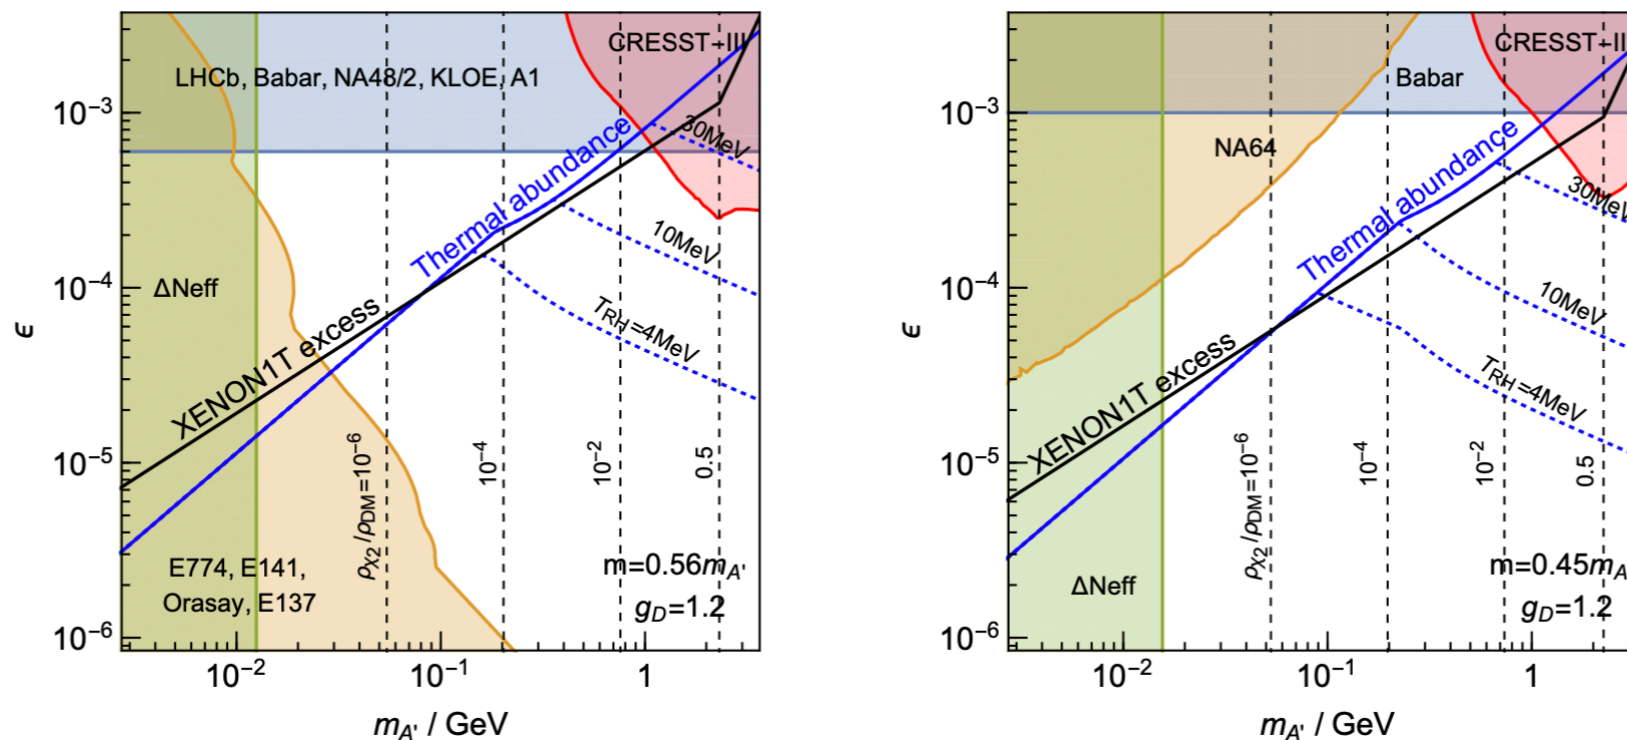 CRESST-III
LHCb, Babar, NA48/2, KLOE, A1
10⁻³
30MeV
Thermal abundance
10MeV
10⁻⁴
ΔNeff
ϵ
T_RH=4MeV
XENON1T excess
10⁻⁵
ρ_χ2/ρ_DM=10⁻⁶
10⁻⁴
10⁻²
0.5
E774, E141,
Orasay, E137
m=0.56m_A'
g_D=1.2
10⁻⁶
10⁻²
10⁻¹
1
m_A' / GeV
CRESST-II
Babar
10⁻³
NA64
30MeV
Thermal abundance
10⁻⁴
10MeV
ϵ
XENON1T excess
T_RH=4MeV
10⁻⁵
ρ_χ2/ρ_DM=10⁻⁶
10⁻⁴
10⁻²
0.5
ΔNeff
m=0.45m_A
g_D=1.2
10⁻⁶
10⁻²
10⁻¹
1
m_A' / GeV